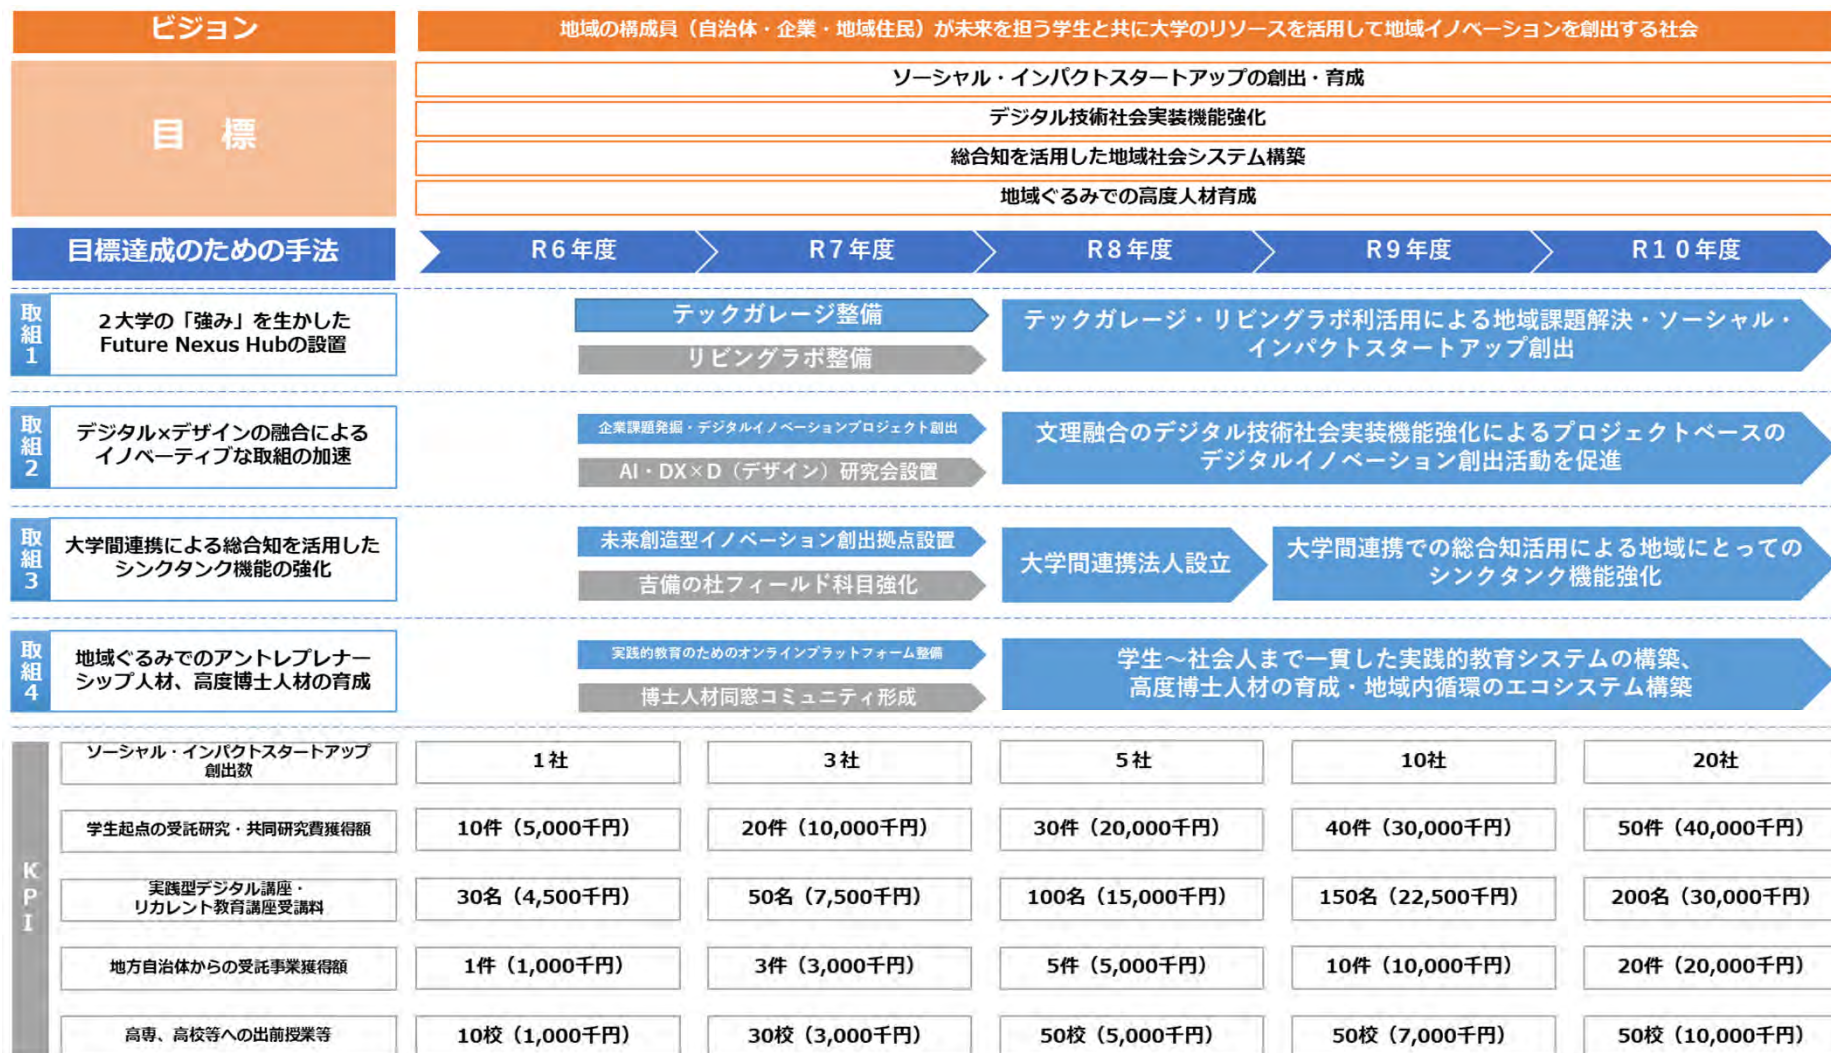 ビジョン
地域の構成員（自治体・企業・地域住民）が未来を担う学生と共に大学のリソースを活用して地域イノベーションを創出する社会
目　標
ソーシャル・インパクトスタートアップの創出・育成
デジタル技術社会実装機能強化
総合知を活用した地域社会システム構築
地域ぐるみでの高度人材育成
目標達成のための手法
R６年度
R７年度
R８年度
R９年度
R１０年度
取組1
２大学の「強み」を生かした
Future Nexus Hubの設置
テックガレージ整備
リビングラボ整備
テックガレージ・リビングラボ利活用による地域課題解決・ソーシャル・
インパクトスタートアップ創出
取組2
デジタル×デザインの融合による
イノベーティブな取組の加速
企業課題発掘・デジタルイノベーションプロジェクト創出
AI・DX×D（デザイン）研究会設置
文理融合のデジタル技術社会実装機能強化によるプロジェクトベースの
デジタルイノベーション創出活動を促進
取組3
大学間連携による総合知を活用した
シンクタンク機能の強化
未来創造型イノベーション創出拠点設置
吉備の杜フィールド科目強化
大学間連携法人設立
大学間連携での総合知活用による地域にとっての
シンクタンク機能強化
取組4
地域ぐるみでのアントレプレナー
シップ人材、高度博士人材の育成
実践的教育のためのオンラインプラットフォーム整備
博士人材同窓コミュニティ形成
学生～社会人まで一貫した実践的教育システムの構築、
高度博士人材の育成・地域内循環のエコシステム構築
KPI
ソーシャル・インパクトスタートアップ
創出数
1社
3社
5社
10社
20社
学生起点の受託研究・共同研究費獲得額
10件（5,000千円）
20件（10,000千円）
30件（20,000千円）
40件（30,000千円）
50件（40,000千円）
実践型デジタル講座・
リカレント教育講座受講料
30名（4,500千円）
50名（7,500千円）
100名（15,000千円）
150名（22,500千円）
200名（30,000千円）
地方自治体からの受託事業獲得額
1件（1,000千円）
3件（3,000千円）
5件（5,000千円）
10件（10,000千円）
20件（20,000千円）
高専、高校等への出前授業等
10校（1,000千円）
30校（3,000千円）
50校（5,000千円）
50校（7,000千円）
50校（10,000千円）